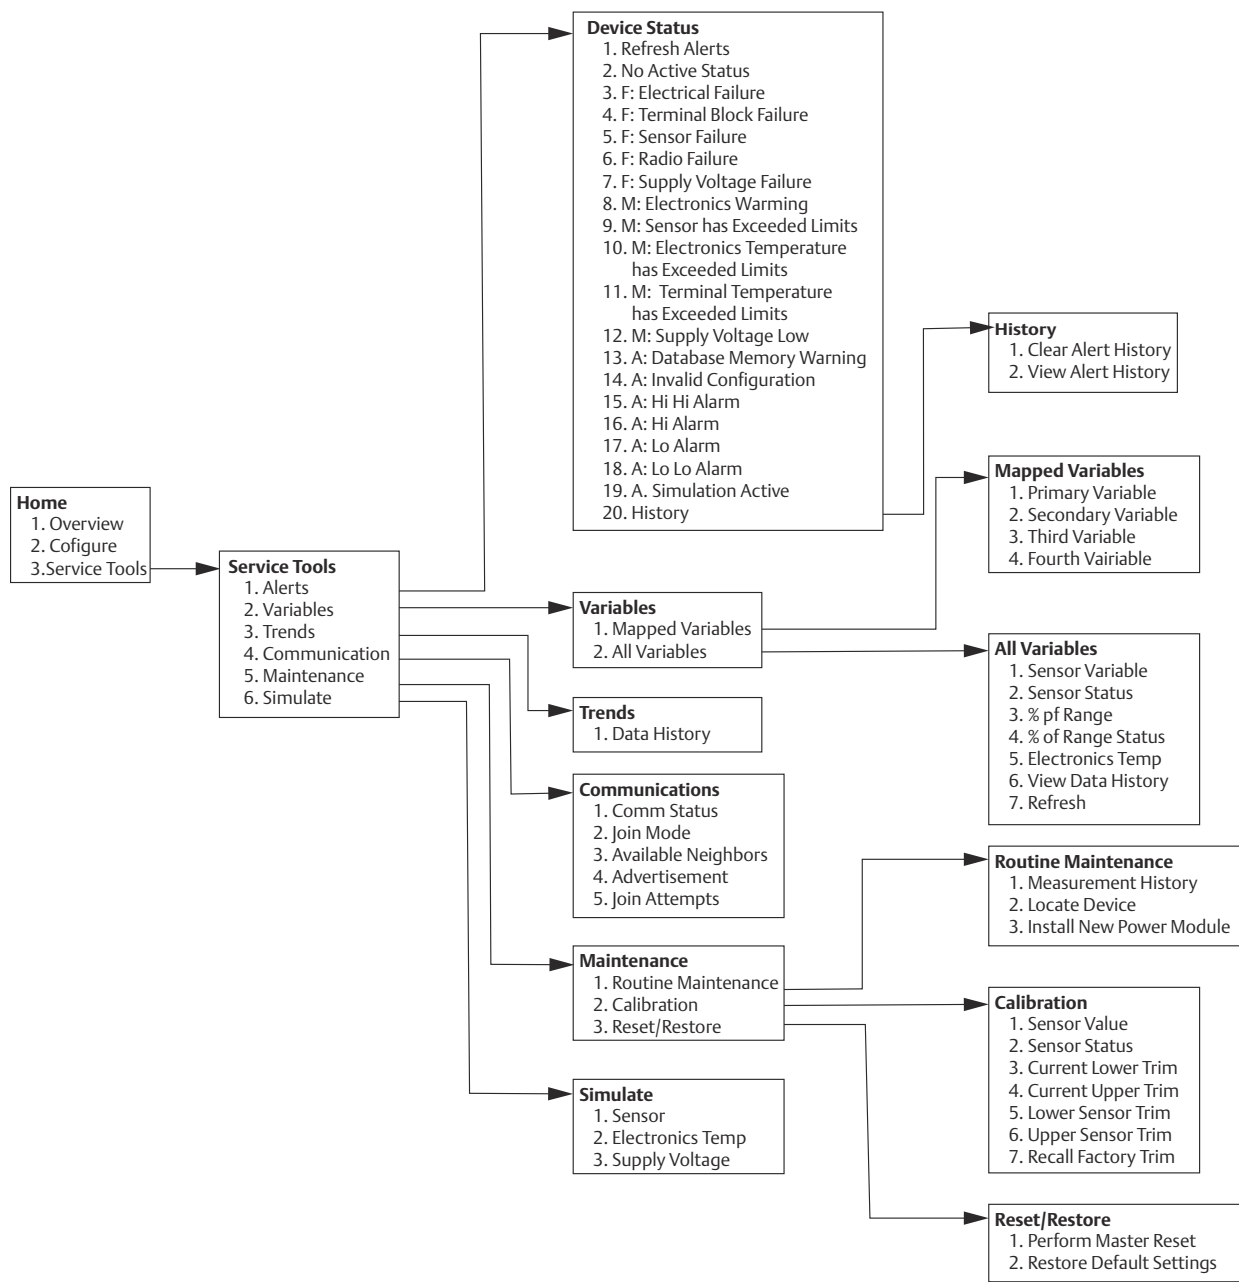 Home
1. Overview
2. Cofigure
3.Service Tools
Service Tools
1. Alerts
2. Variables
3. Trends
4. Communication
5. Maintenance
6. Simulate
Device Status
1. Refresh Alerts
2. No Active Status
3. F: Electrical Failure
4. F: Terminal Block Failure
5. F: Sensor Failure
6. F: Radio Failure
7. F: Supply Voltage Failure
8. M: Electronics Warming
9. M: Sensor has Exceeded Limits
10. M: Electronics Temperature
has Exceeded Limits
11. M: Terminal Temperature
has Exceeded Limits
12. M: Supply Voltage Low
13. A: Database Memory Warning
14. A: Invalid Configuration
15. A: Hi Hi Alarm
16. A: Hi Alarm
17. A: Lo Alarm
18. A: Lo Lo Alarm
19. A. Simulation Active
20. History
Variables
1. Mapped Variables
2. All Variables
Trends
1. Data History
Communications
1. Comm Status
2. Join Mode
3. Available Neighbors
4. Advertisement
5. Join Attempts
Maintenance
1. Routine Maintenance
2. Calibration
3. Reset/Restore
Simulate
1. Sensor
2. Electronics Temp
3. Supply Voltage
History
1. Clear Alert History
2. View Alert History
Mapped Variables
1. Primary Variable
2. Secondary Variable
3. Third Variable
4. Fourth Vairiable
All Variables
1. Sensor Variable
2. Sensor Status
3. % pf Range
4. % of Range Status
5. Electronics Temp
6. View Data History
7. Refresh
Routine Maintenance
1. Measurement History
2. Locate Device
3. Install New Power Module
Calibration
1. Sensor Value
2. Sensor Status
3. Current Lower Trim
4. Current Upper Trim
5. Lower Sensor Trim
6. Upper Sensor Trim
7. Recall Factory Trim
Reset/Restore
1. Perform Master Reset
2. Restore Default Settings